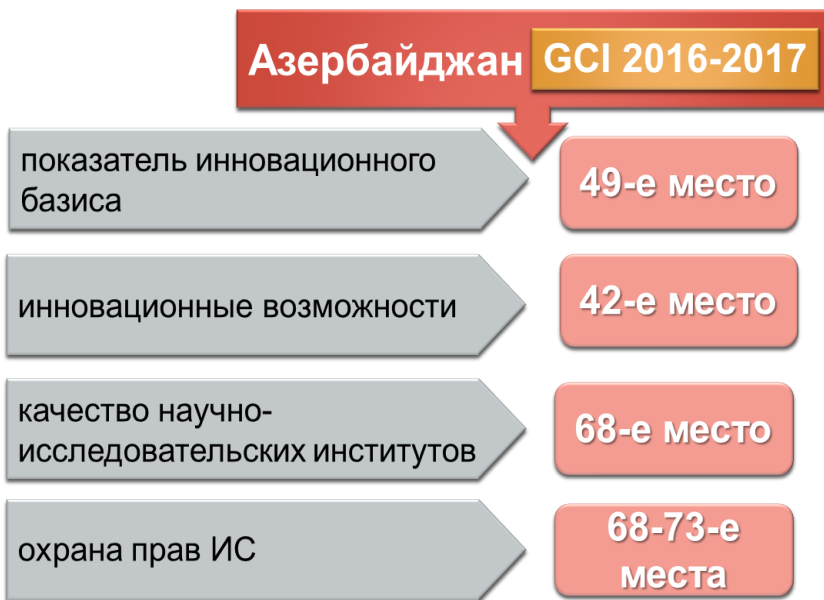 Азербайджан GCI 2016-2017
показатель инновационного
базиса
49-е место
инновационные возможности
42-е место
качество научно-
исследовательских институтов
68-е место
охрана прав ИС
68-73-е
места